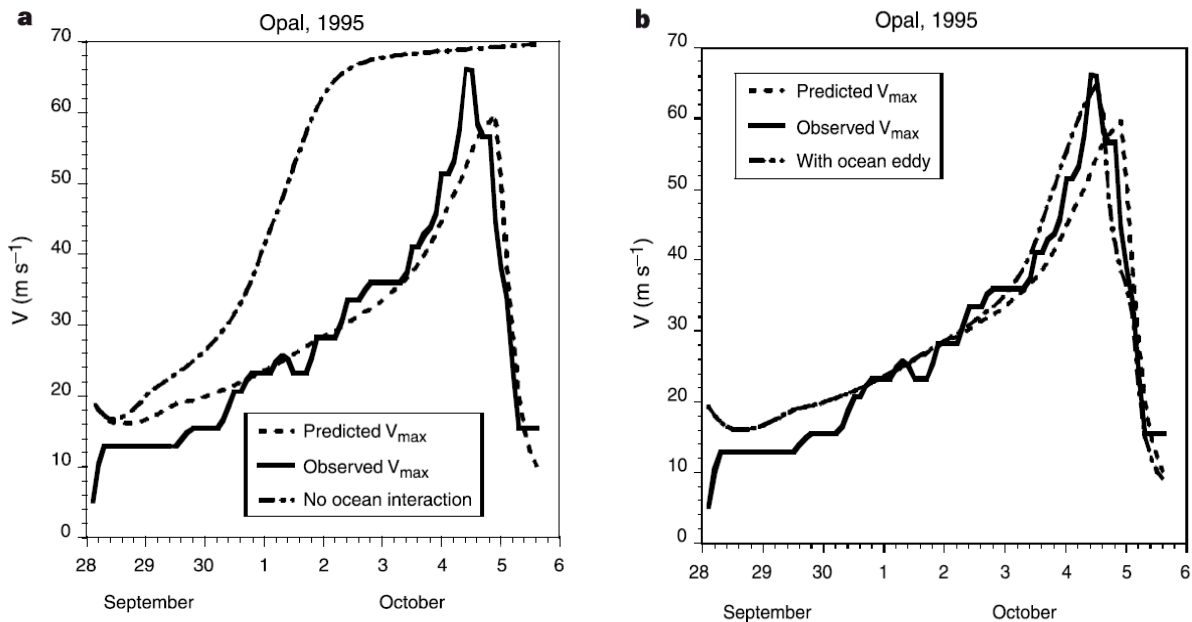 a
Opal, 1995
V (m s⁻¹)
70
60
50
40
30
20
10
0
Predicted Vmax
Observed Vmax
No ocean interaction
28 29 30 1 2 3 4 5 6
September October
b
Opal, 1995
V (m s⁻¹)
70
60
50
40
30
20
10
0
Predicted Vmax
Observed Vmax
With ocean eddy
28 29 30 1 2 3 4 5 6
September October